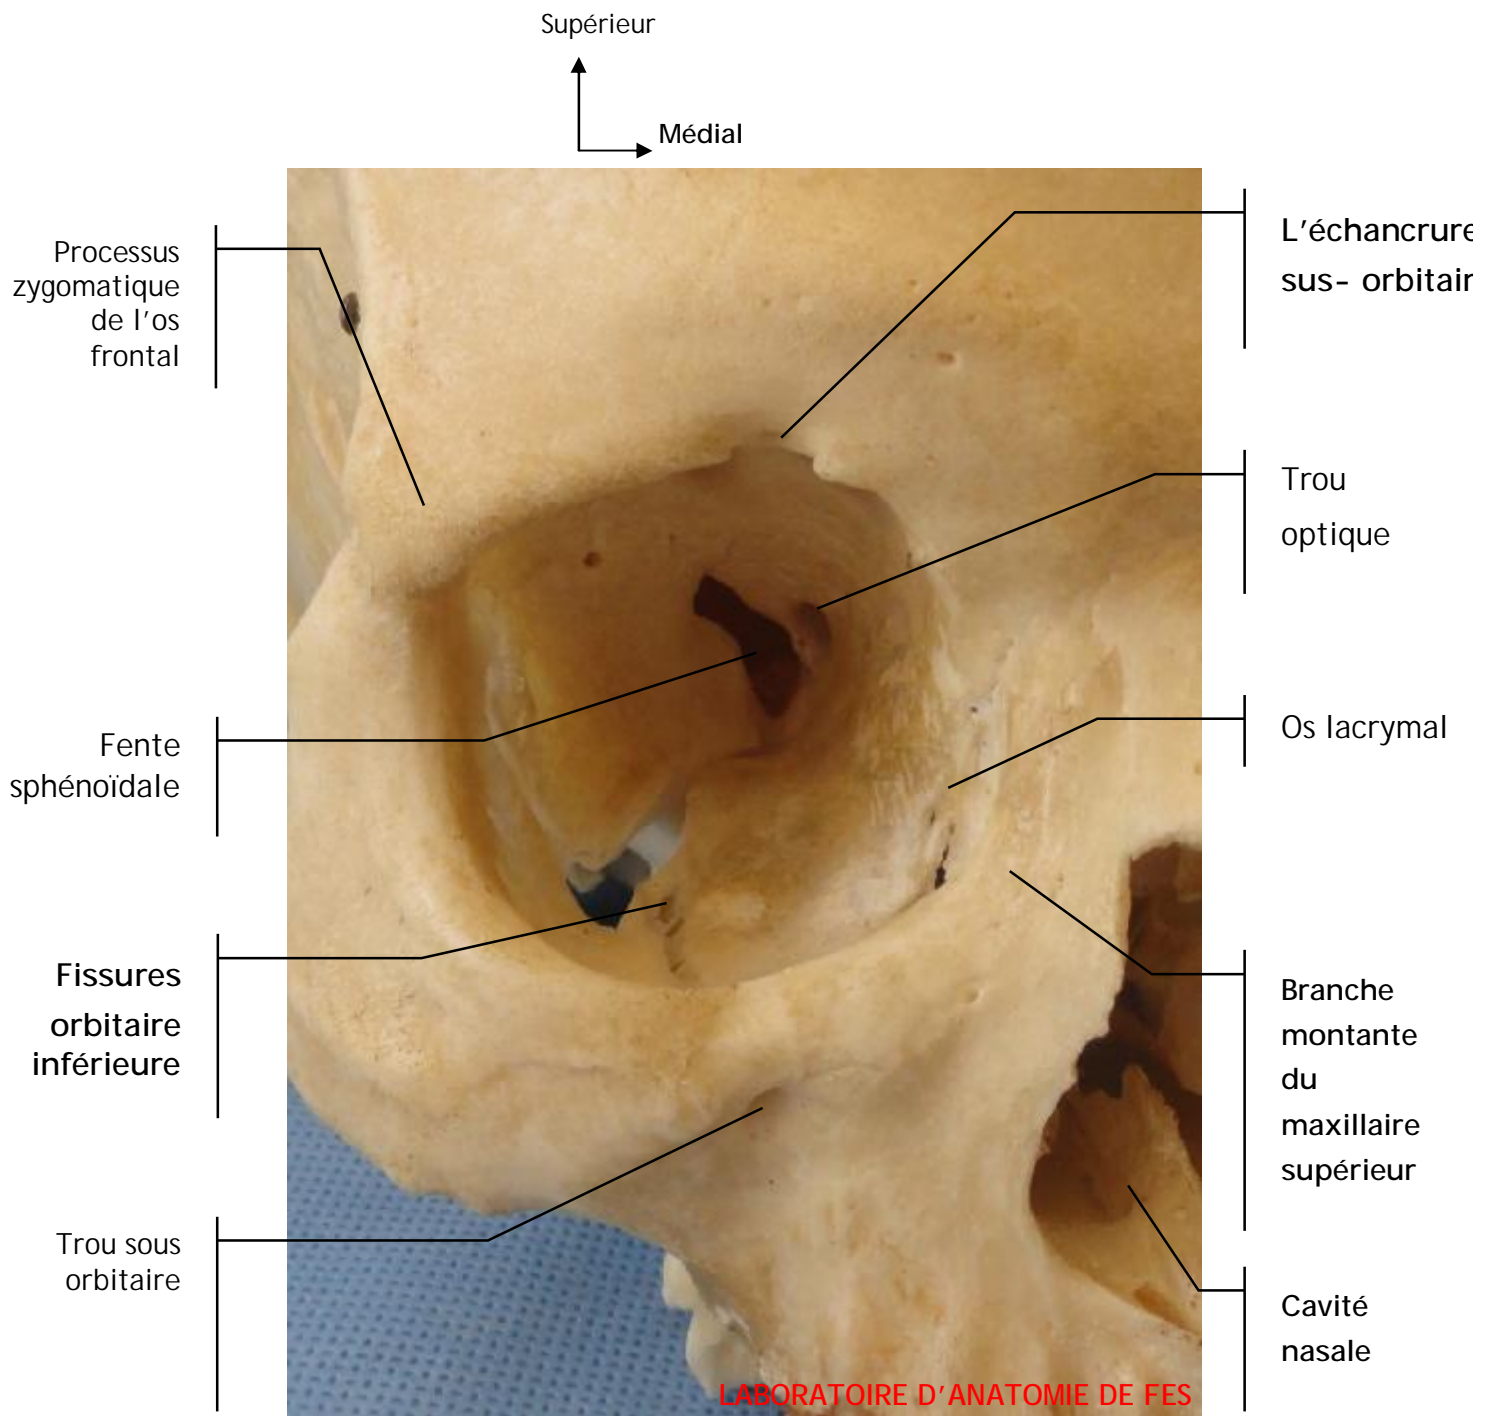 Supérieur
Médial
Processus
zygomatique
de l'os
frontal
Fente
sphénoïdale
Fissures
orbitaire
inférieure
Trou sous
orbitaire
L'échancrure
sus- orbitair
Trou
optique
Os lacrymal
Branche
montante
du
maxillaire
supérieur
Cavité
nasale
LABORATOIRE D'ANATOMIE DE FES